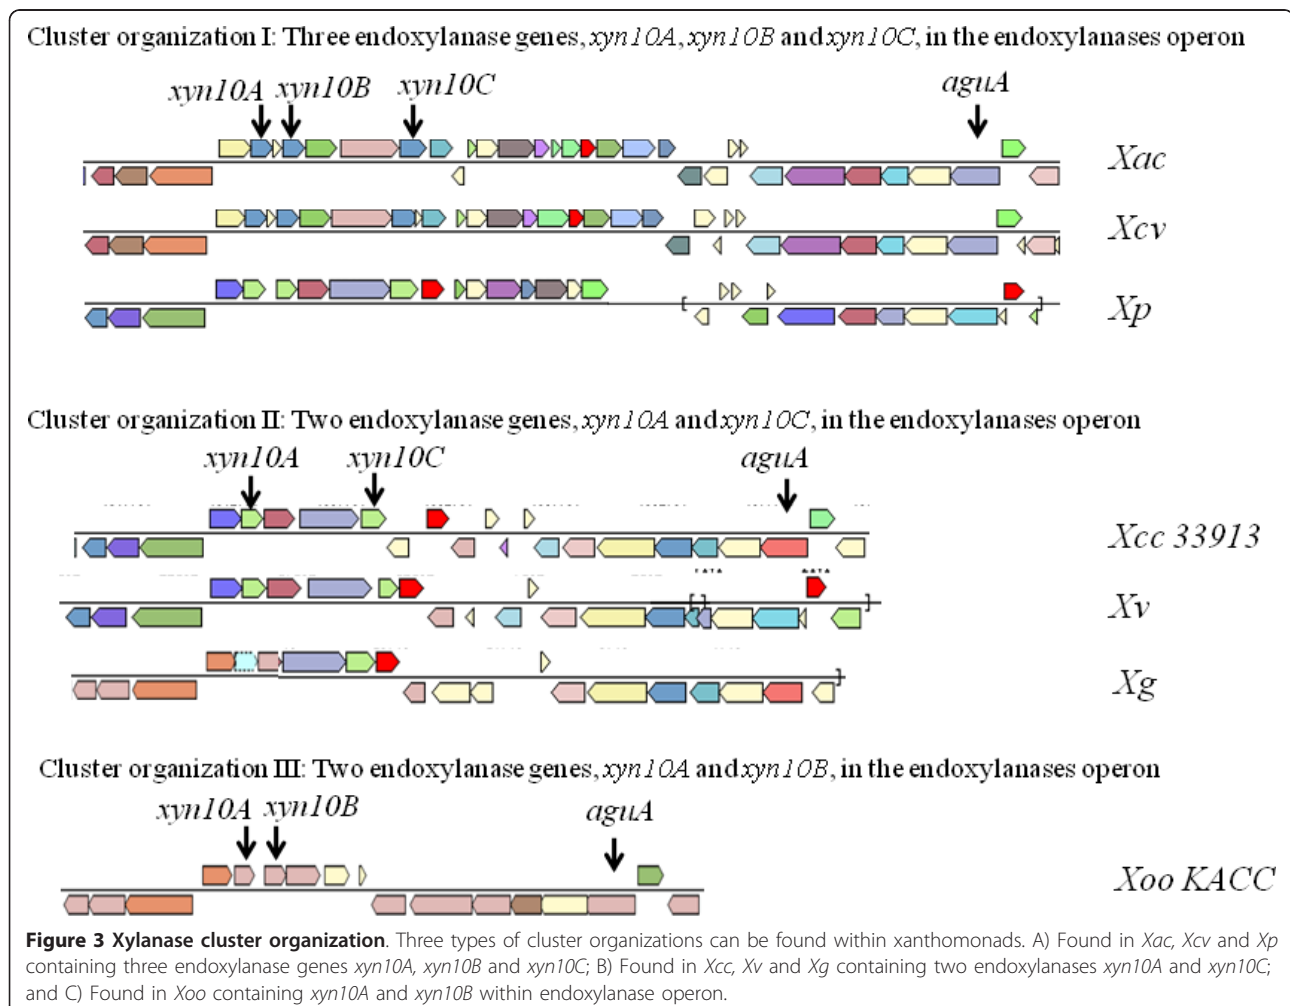 Cluster organization I: Three endoxylanase genes, xyn10A, xyn10B and xyn10C, in the endoxylanases operon
xyn10A xyn10B xyn10C aguA
Xac
Xcv
Xp
Cluster organization II: Two endoxylanase genes, xyn10A and xyn10C, in the endoxylanases operon
xyn10A xyn10C aguA
Xcc 33913
Xv
Xg
Cluster organization III: Two endoxylanase genes, xyn10A and xyn10B, in the endoxylanases operon
xyn10A xyn10B aguA
Xoo KACC
Figure 3 Xylanase cluster organization. Three types of cluster organizations can be found within xanthomonads. A) Found in Xac, Xcv and Xp
containing three endoxylanase genes xyn10A, xyn10B and xyn10C; B) Found in Xcc, Xv and Xg containing two endoxylanases xyn10A and xyn10C;
and C) Found in Xoo containing xyn10A and xyn10B within endoxylanase operon.